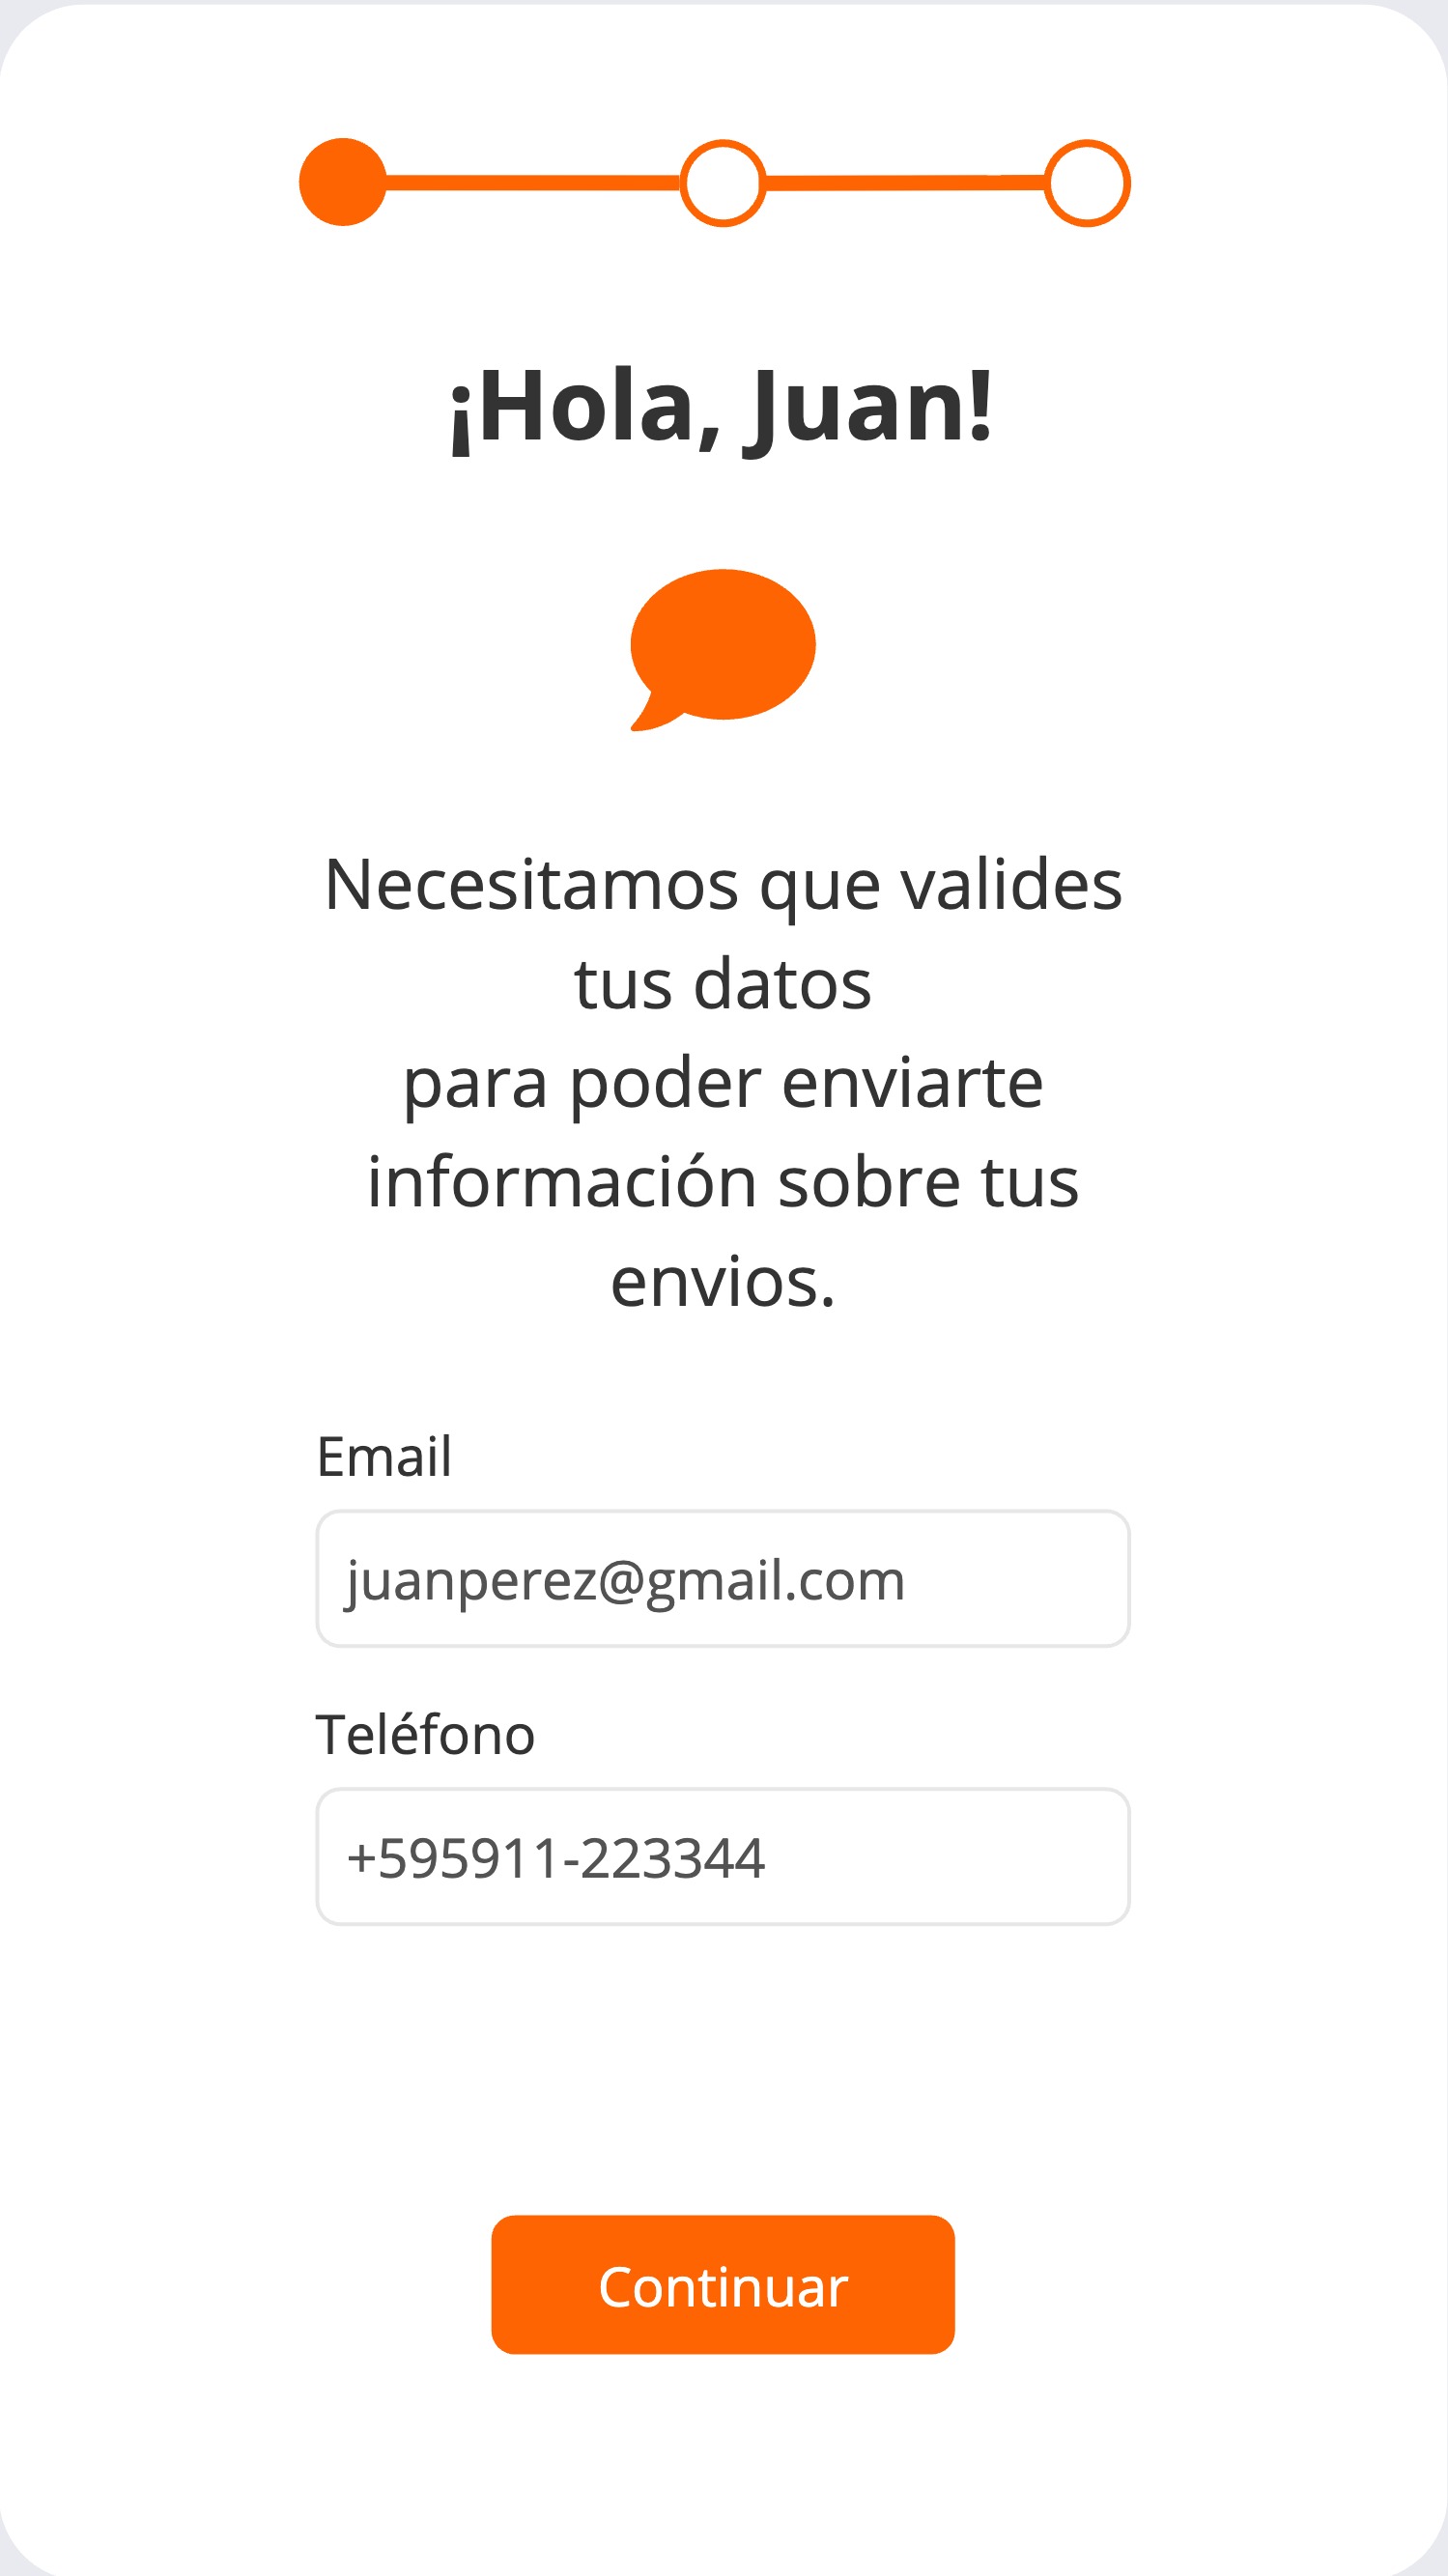 ¡Hola, Juan!
Necesitamos que valides
tus datos
para poder enviarte
información sobre tus
envios.
Email
juanperez@gmail.com
Teléfono
+595911-223344
Continuar